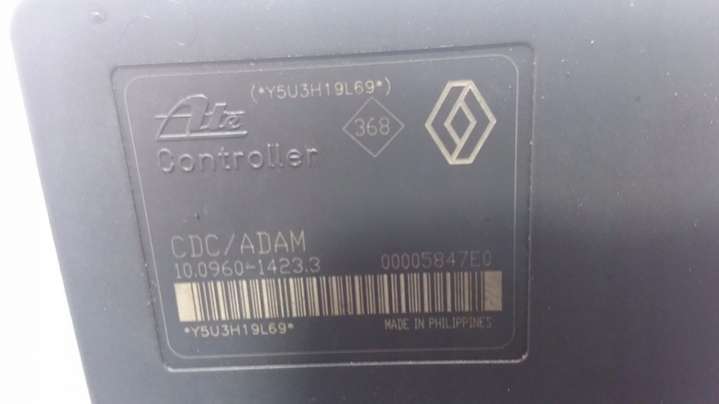 (*Y5U3H19L69*)
Ate
368
Controller
CDC/ADAM
10.0960-1423.3 00005847E0
*Y5U3H19L69*
MADE IN PHILIPPINES